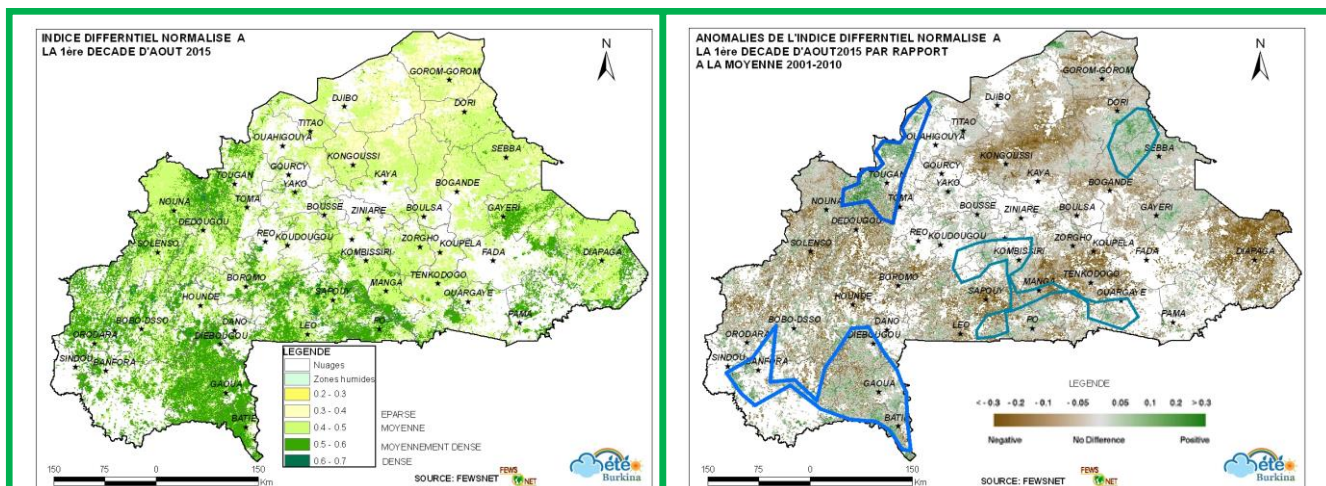 INDICE DIFFERNTIEL NORMALISE A
LA 1ère DECADE D'AOUT 2015
N
GOROM-GOROM
DJIBO
DORI
TITAO
OUAHIGOUYA
SEBBA
KONGOUSSI
GOURCY
TOUGAN
YAKO
KAYA
BOGANDE
NOUNA
TOMA
BOUSSE
ZINIARE
BOULSA
GAYERI
DEDOUGOU
SOLENSO
REO
KOUDOUGOU
ZORGHO
KOUPELA
KOMBISSIRI
FADA
DIAPAGA
BOROMO
TENKODOGO
HOUNDE
SAPOUY
MANGA
OUARGAYE
BOBO-DSSO
DANO
LEO
PO
PAMA
ORODARA
DIEBOUGOU
SINDOU
BANFORA
GAOUA
BATIE
LEGENDE
Nuages
Zones humides
0.2 - 0.3
0.3 - 0.4 EPARSE
0.4 - 0.5 MOYENNE
0.5 - 0.6 MOYENNEMENT DENSE
0.6 - 0.7 DENSE
150 75 0 150
Km
SOURCE: FEWSNET
FEWS
NET
été
Burkina
ANOMALIES DE L'INDICE DIFFERNTIEL NORMALISE A
LA 1ère DECADE D'AOUT2015 PAR RAPPORT
A LA MOYENNE 2001-2010
N
GOROM-GOROM
DJIBO
DORI
TITAO
OUAHIGOUYA
SEBBA
KONGOUSSI
GOURCY
TOUGAN
YAKO
KAYA
BOGANDE
NOUNA
TOMA
BOUSSE
ZINIARE
BOULSA
GAYERI
DEDOUGOU
SOLENSO
REO
KOUDOUGOU
ZORGHO
KOUPELA
KOMBISSIRI
FADA
DIAPAGA
BOROMO
TENKODOGO
HOUNDE
SAPOUY
MANGA
OUARGAYE
BOBO-DSSO
DANO
LEO
PO
PAMA
ORODARA
DIEBOUGOU
SINDOU
BANFORA
GAOUA
BATIE
LEGENDE
< - 0.3 - 0.1 - 0.05 0.05 0.1 > 0.3
Negative No Difference Positive
150 75 0 150
Km
SOURCE: FEWSNET
FEWS
NET
été
Burkina